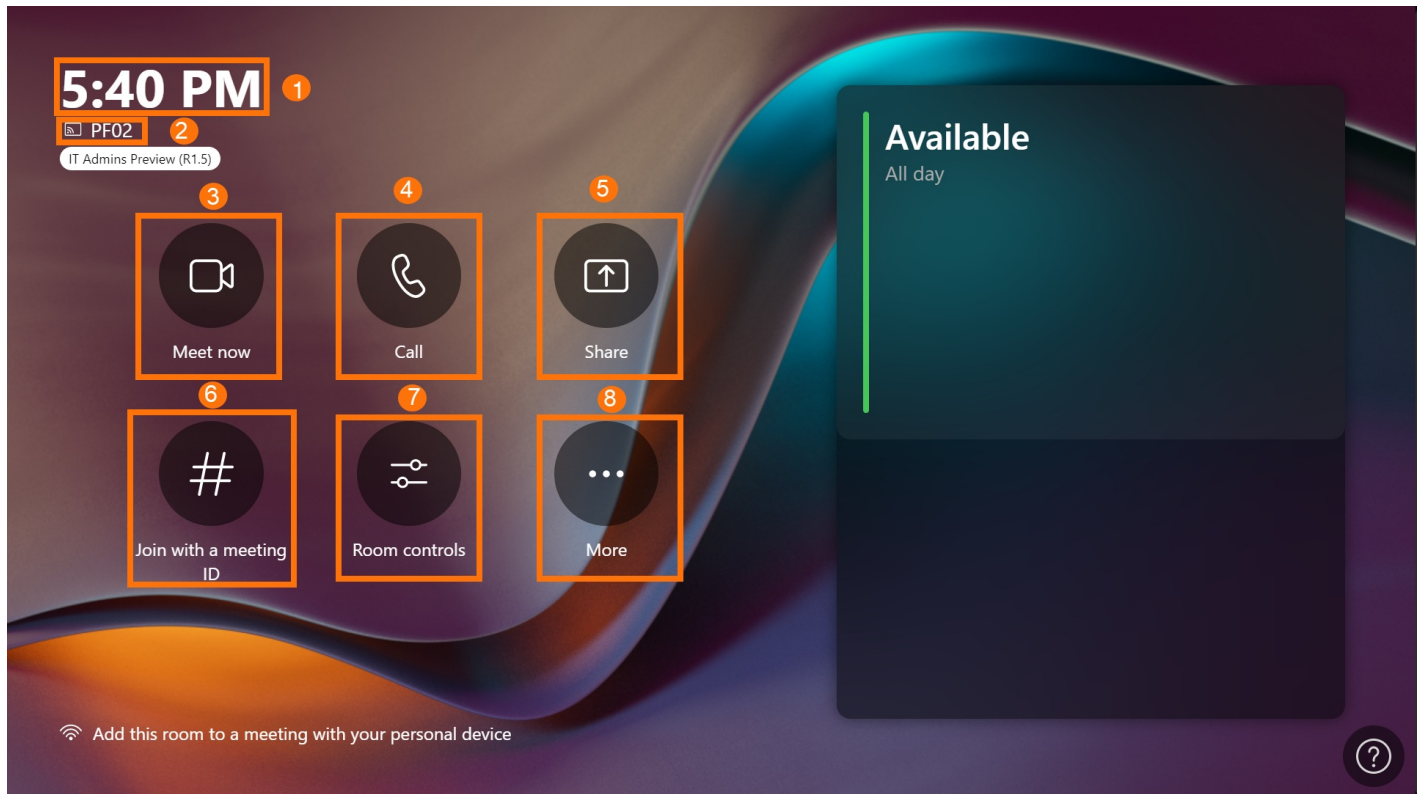 5:40 PM
1
PF02
2
IT Admins Preview (R1.5)
Available
All day
3
4
5
Meet now
Call
Share
6
7
8
#
Join with a meeting
ID
Room controls
More
Add this room to a meeting with your personal device
?